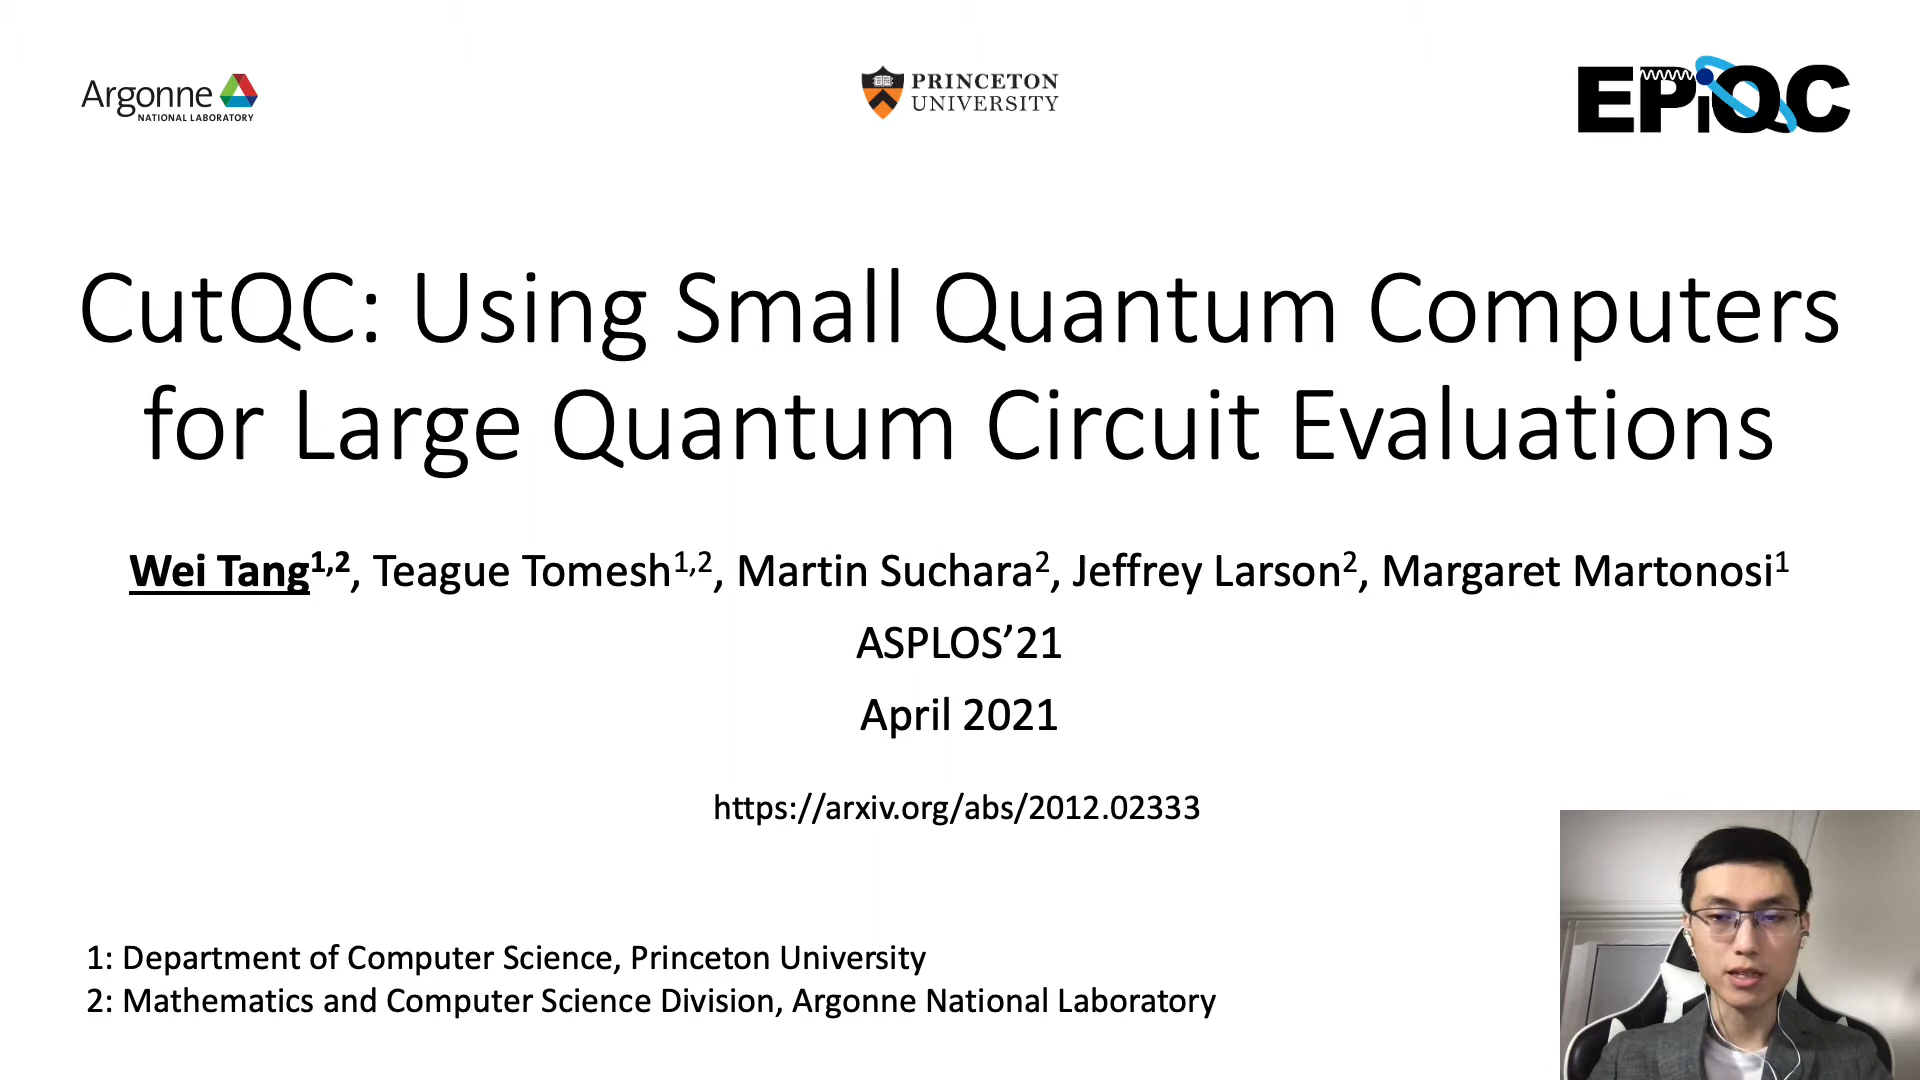 Argonne
NATIONAL LABORATORY
PRINCETON
UNIVERSITY
EPiQC
CutQC: Using Small Quantum Computers
for Large Quantum Circuit Evaluations
Wei Tang1,2, Teague Tomesh1,2, Martin Suchara2, Jeffrey Larson2, Margaret Martonosi1
ASPLOS’21
April 2021
https://arxiv.org/abs/2012.02333
1: Department of Computer Science, Princeton University
2: Mathematics and Computer Science Division, Argonne National Laboratory